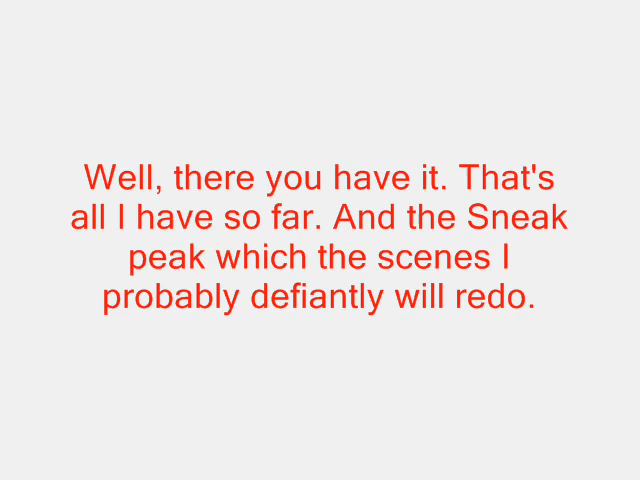 Well, there you have it. That's
all I have so far. And the Sneak
peak which the scenes I
probably defiantly will redo.